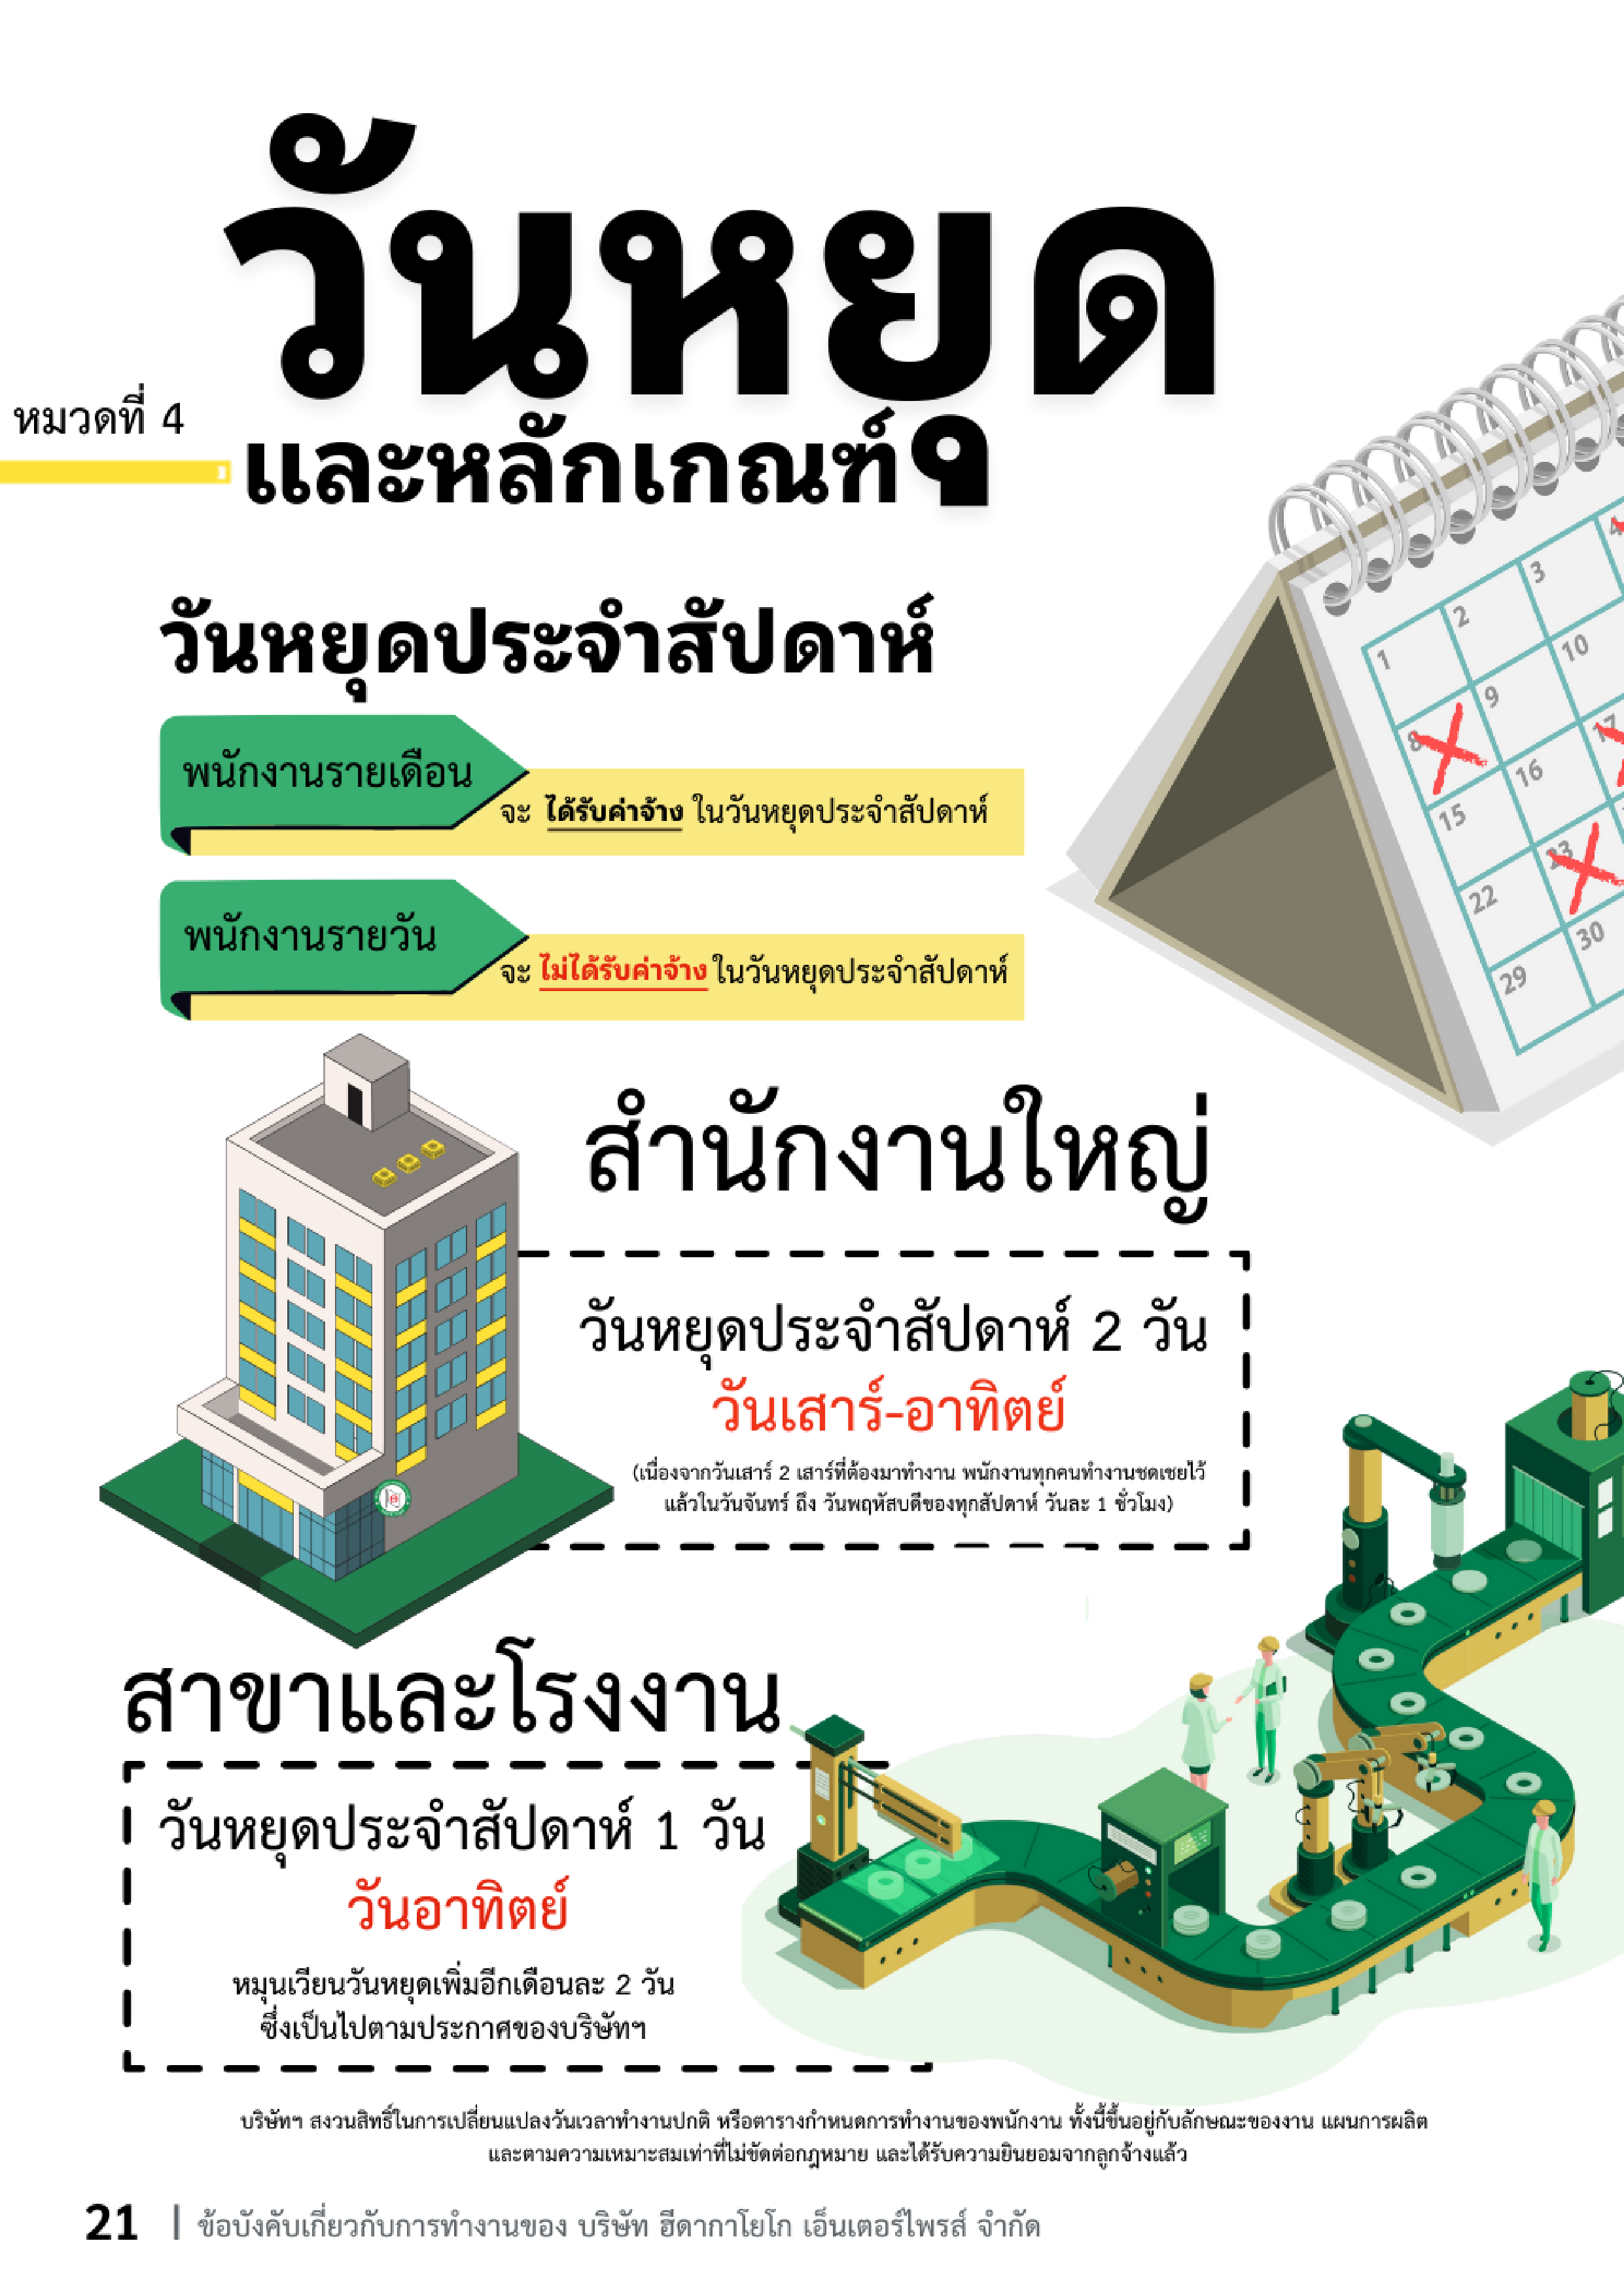 วันหยุด
หมวดที่ 4
และหลักเกณฑ์
วันหยุดประจำสัปดาห์
พนักงานรายเดือน
จะ ได้รับค่าจ้าง ในวันหยุดประจำสัปดาห์
พนักงานรายวัน
จะ ไม่ได้รับค่าจ้าง ในวันหยุดประจำสัปดาห์
1 2 3 4
8 9 10
15 16 17
22 23
29 30
สำนักงานใหญ่
วันหยุดประจำสัปดาห์ 2 วัน
วันเสาร์-อาทิตย์
(เนื่องจากวันเสาร์ 2 เสาร์ที่ต้องมาทำงาน พนักงานทุกคนทำงานชดเชยไว้
แล้วในวันจันทร์ ถึง วันพฤหัสบดีของทุกสัปดาห์ วันละ 1 ชั่วโมง)
สาขาและโรงงาน
วันหยุดประจำสัปดาห์ 1 วัน
วันอาทิตย์
หมุนเวียนวันหยุดเพิ่มอีกเดือนละ 2 วัน
ซึ่งเป็นไปตามประกาศของบริษัทฯ
บริษัทฯ สงวนสิทธิ์ในการเปลี่ยนแปลงวันเวลาทำงานปกติ หรือตารางกำหนดการทำงานของพนักงาน ทั้งนี้ขึ้นอยู่กับลักษณะของงาน แผนการผลิต
และตามความเหมาะสมเท่าที่ไม่ขัดต่อกฎหมาย และได้รับความยินยอมจากลูกจ้างแล้ว
21 | ข้อบังคับเกี่ยวกับการทำงานของ บริษัท ฮีดากาโยโก เอ็นเตอร์ไพรส์ จำกัด